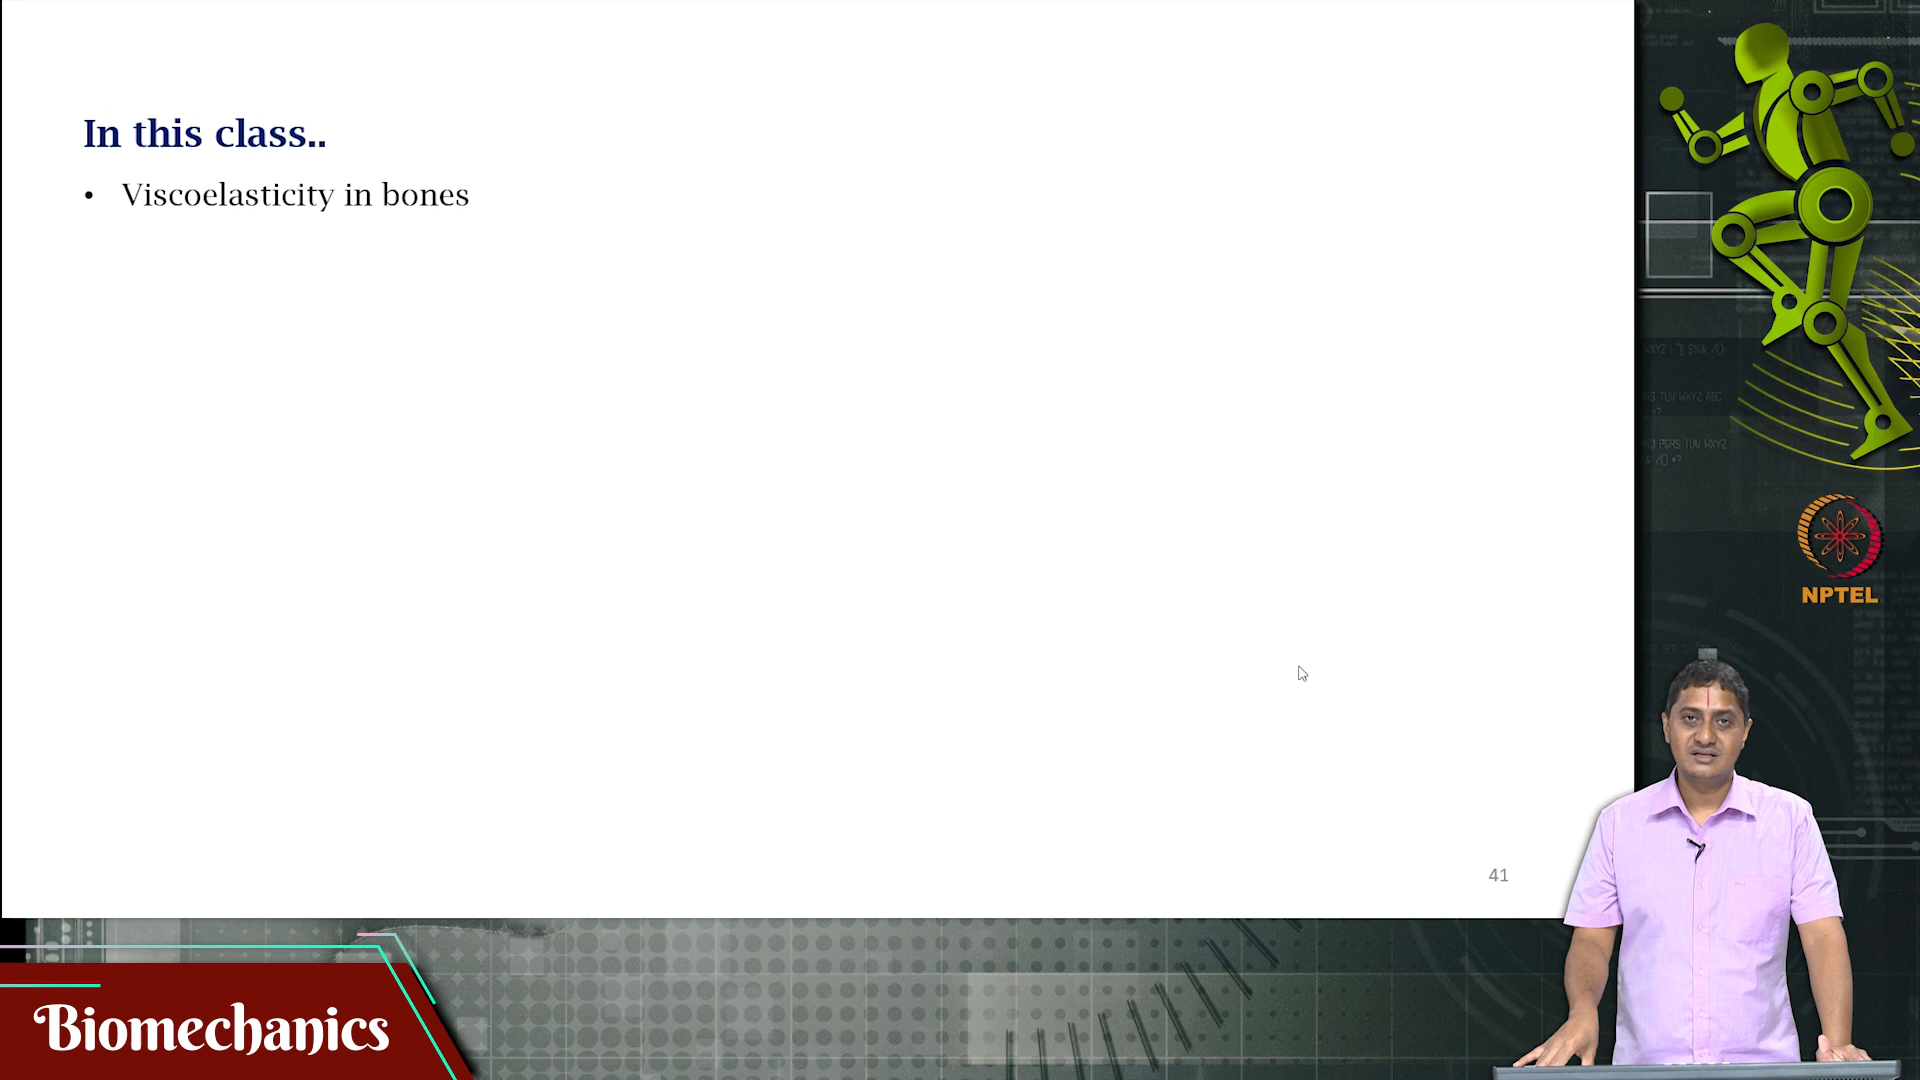 In this class..
• Viscoelasticity in bones
NPTEL
41
Biomechanics